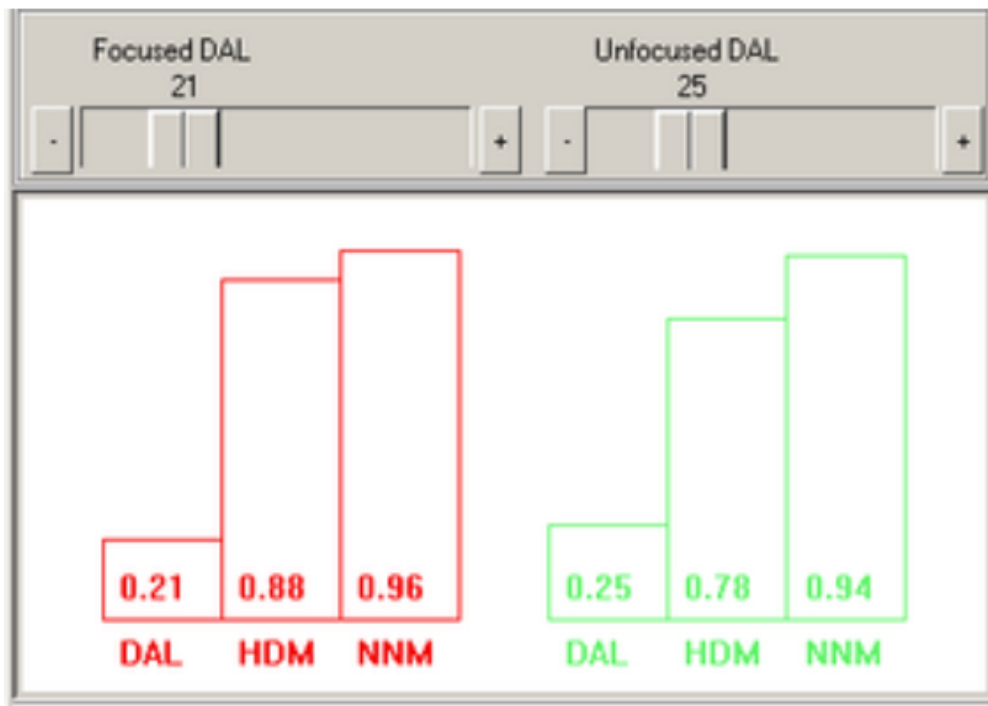 Focused DAL Unfocused DAL
21 25
- + - +
0.21 0.88 0.96 0.25 0.78 0.94
DAL HDM NNM DAL HDM NNM